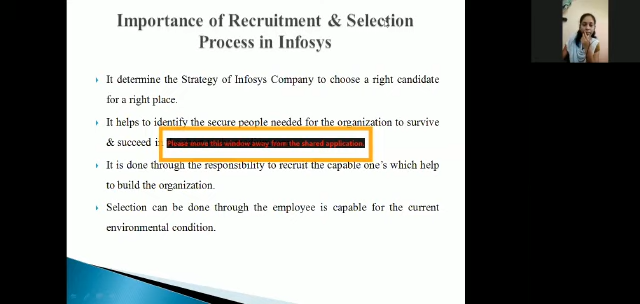 Importance of Recruitment & Selection
Process in Infosys
It determine the Strategy of Infosys Company to choose a right candidate
for a right place.
It helps to identify the secure people needed for the organization to survive
& succeed i
Please move this window away from the shared application.
It is done through the responsibility to recruit the capable one’s which help
to build the organization.
Selection can be done through the employee is capable for the current
environmental condition.